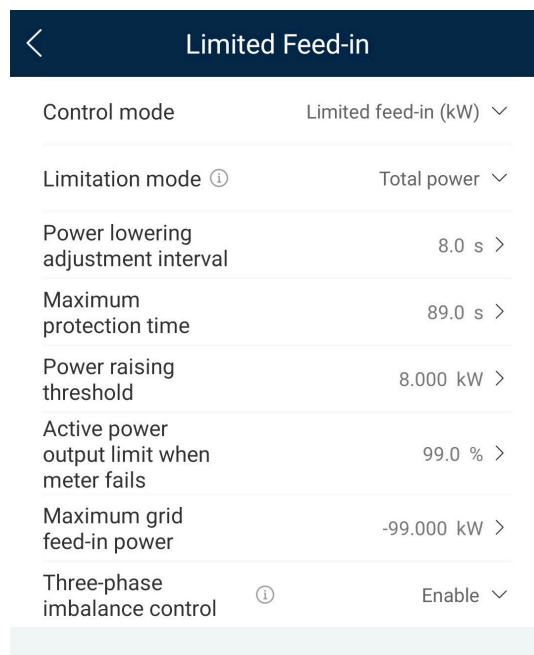 Limited Feed-in
Control mode Limited feed-in (kW)
Limitation mode Total power
Power lowering
adjustment interval 8.0 s
Maximum
protection time 89.0 s
Power raising
threshold 8.000 kW
Active power
output limit when
meter fails 99.0 %
Maximum grid
feed-in power -99.000 kW
Three-phase
imbalance control Enable